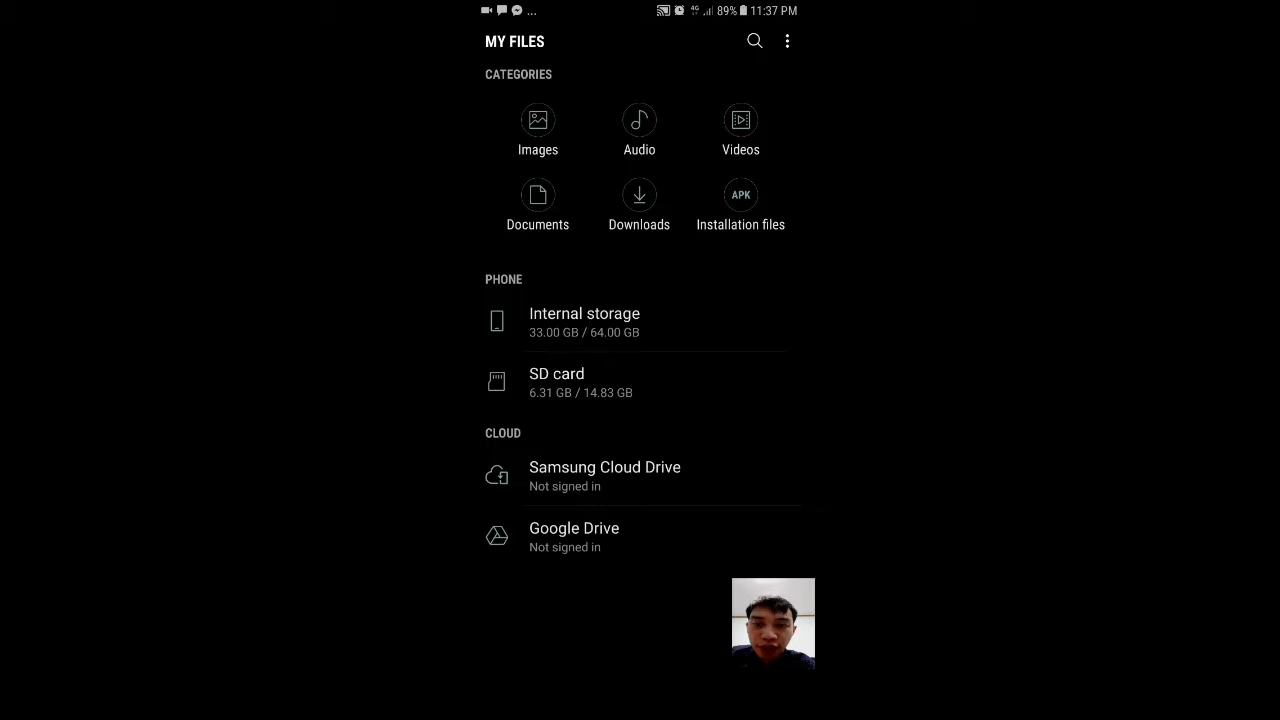 ... 4G 89% 11:37 PM
MY FILES
CATEGORIES
Images Audio Videos
APK
Documents Downloads Installation files
PHONE
Internal storage
33.00 GB / 64.00 GB
SD card
6.31 GB / 14.83 GB
CLOUD
Samsung Cloud Drive
Not signed in
Google Drive
Not signed in